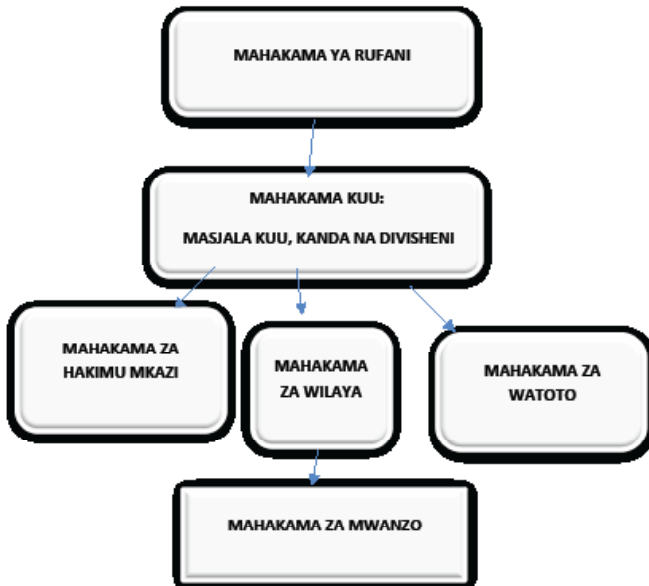 MAHAKAMA YA RUFANI
MAHAKAMA KUU:
MASJALA KUU, KANDA NA DIVISHENI
MAHAKAMA ZA
HAKIMU MKAZI
MAHAKAMA
ZA WILAYA
MAHAKAMA ZA
WATOTO
MAHAKAMA ZA MWANZO